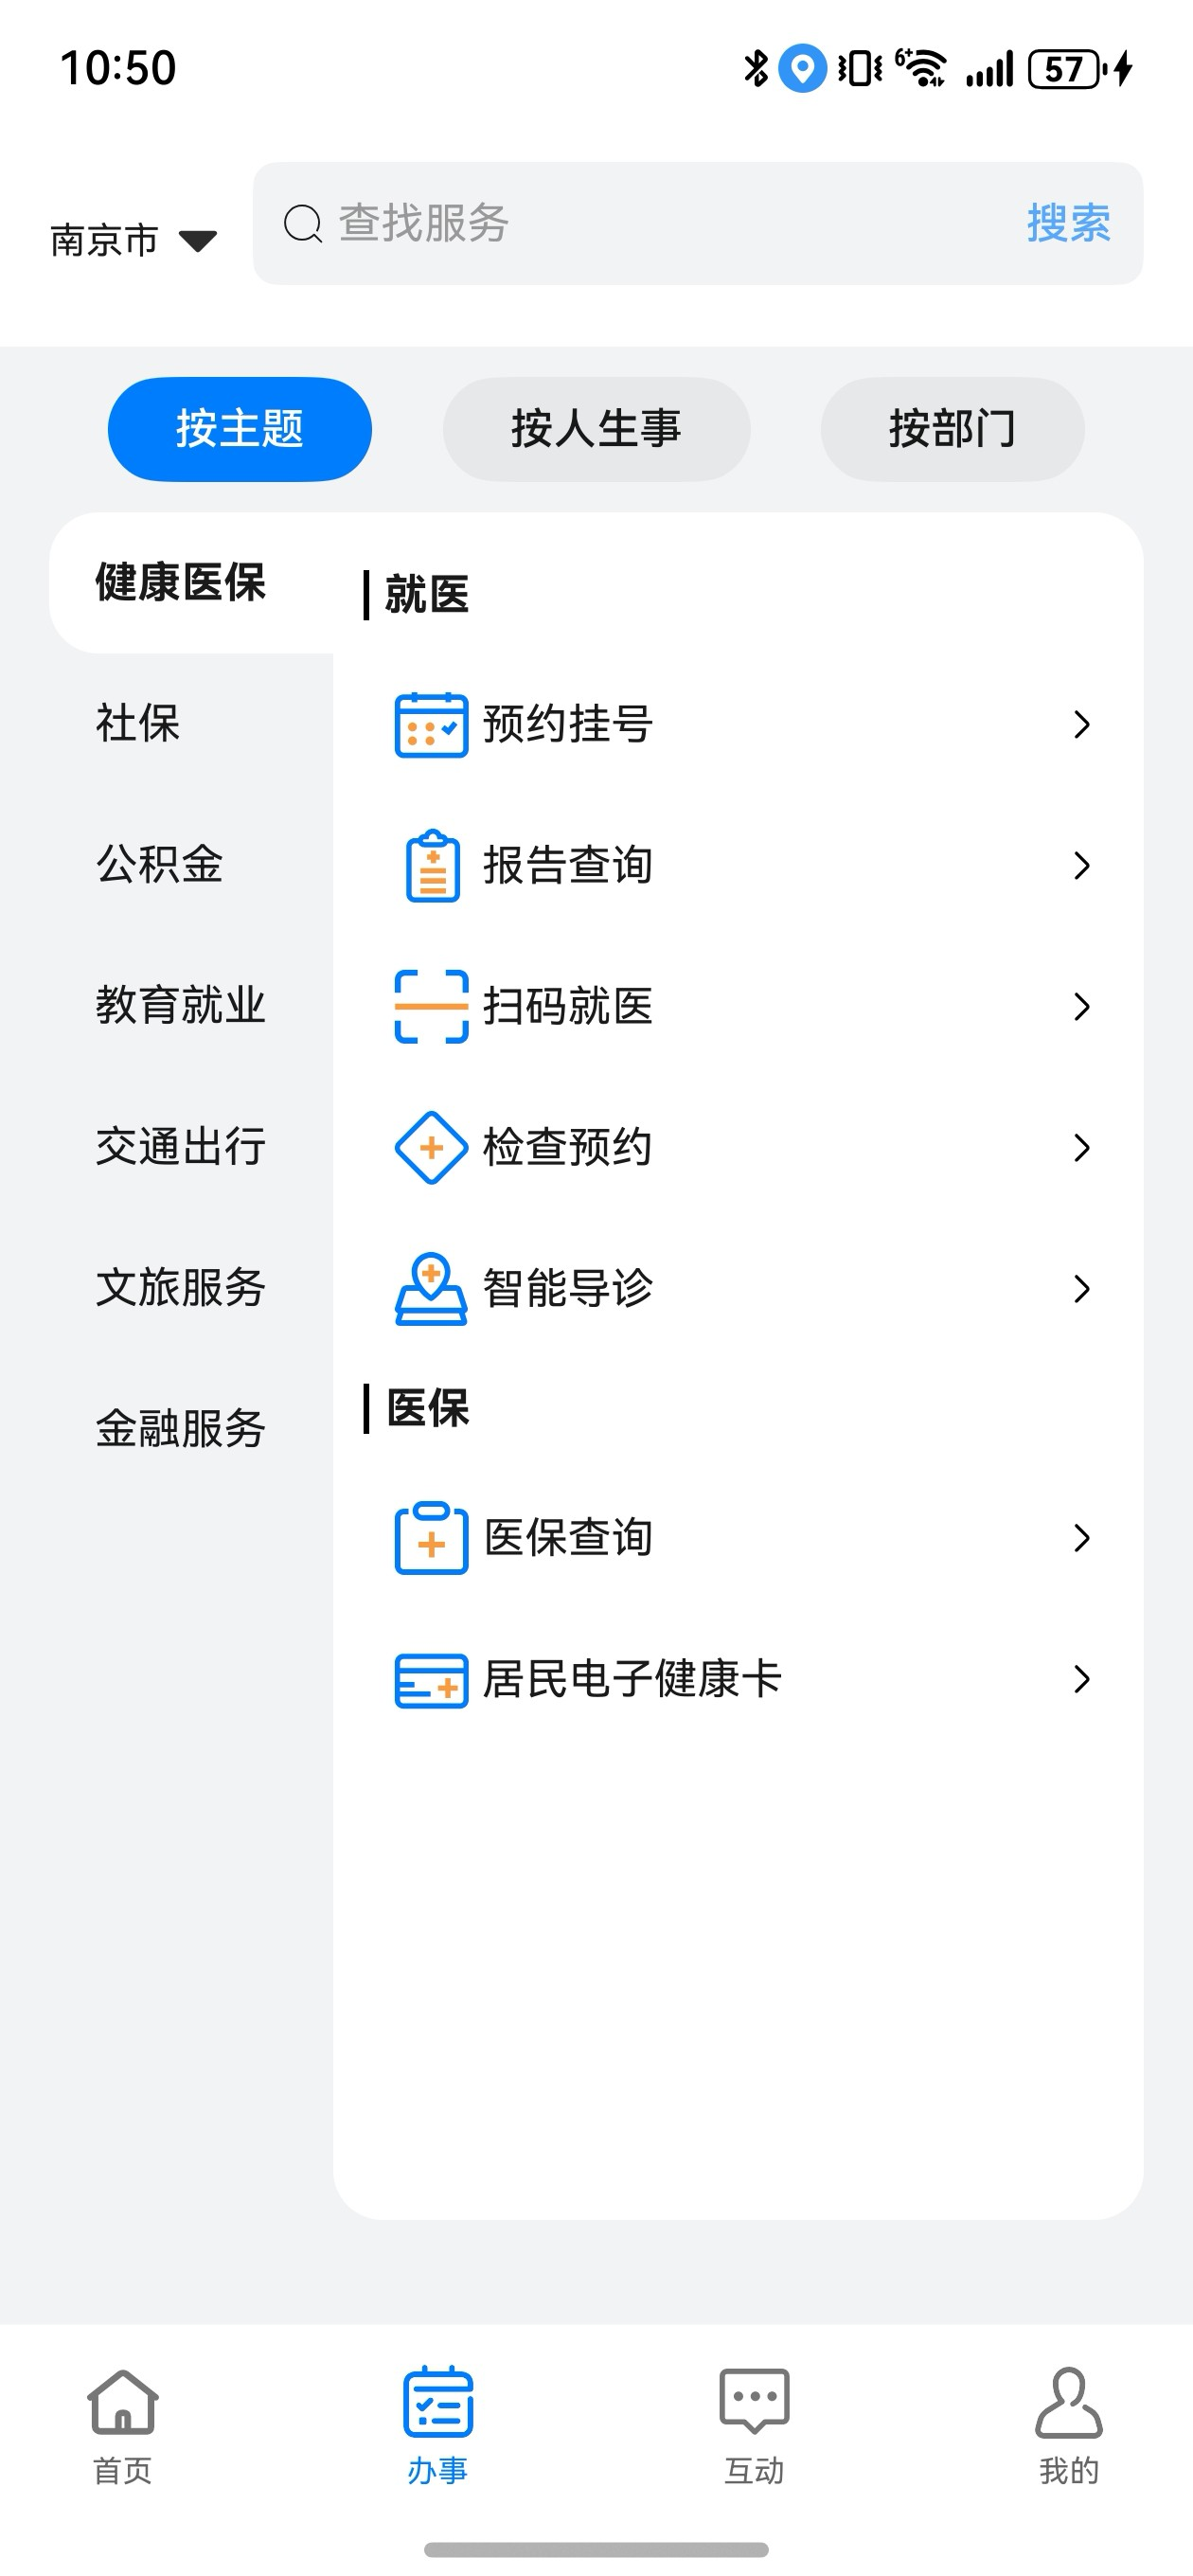 10:50
6+
57
南京市
查找服务
搜索
按主题
按人生事
按部门
健康医保
社保
公积金
教育就业
交通出行
文旅服务
金融服务
就医
预约挂号
报告查询
扫码就医
检查预约
智能导诊
医保
医保查询
居民电子健康卡
首页
办事
互动
我的